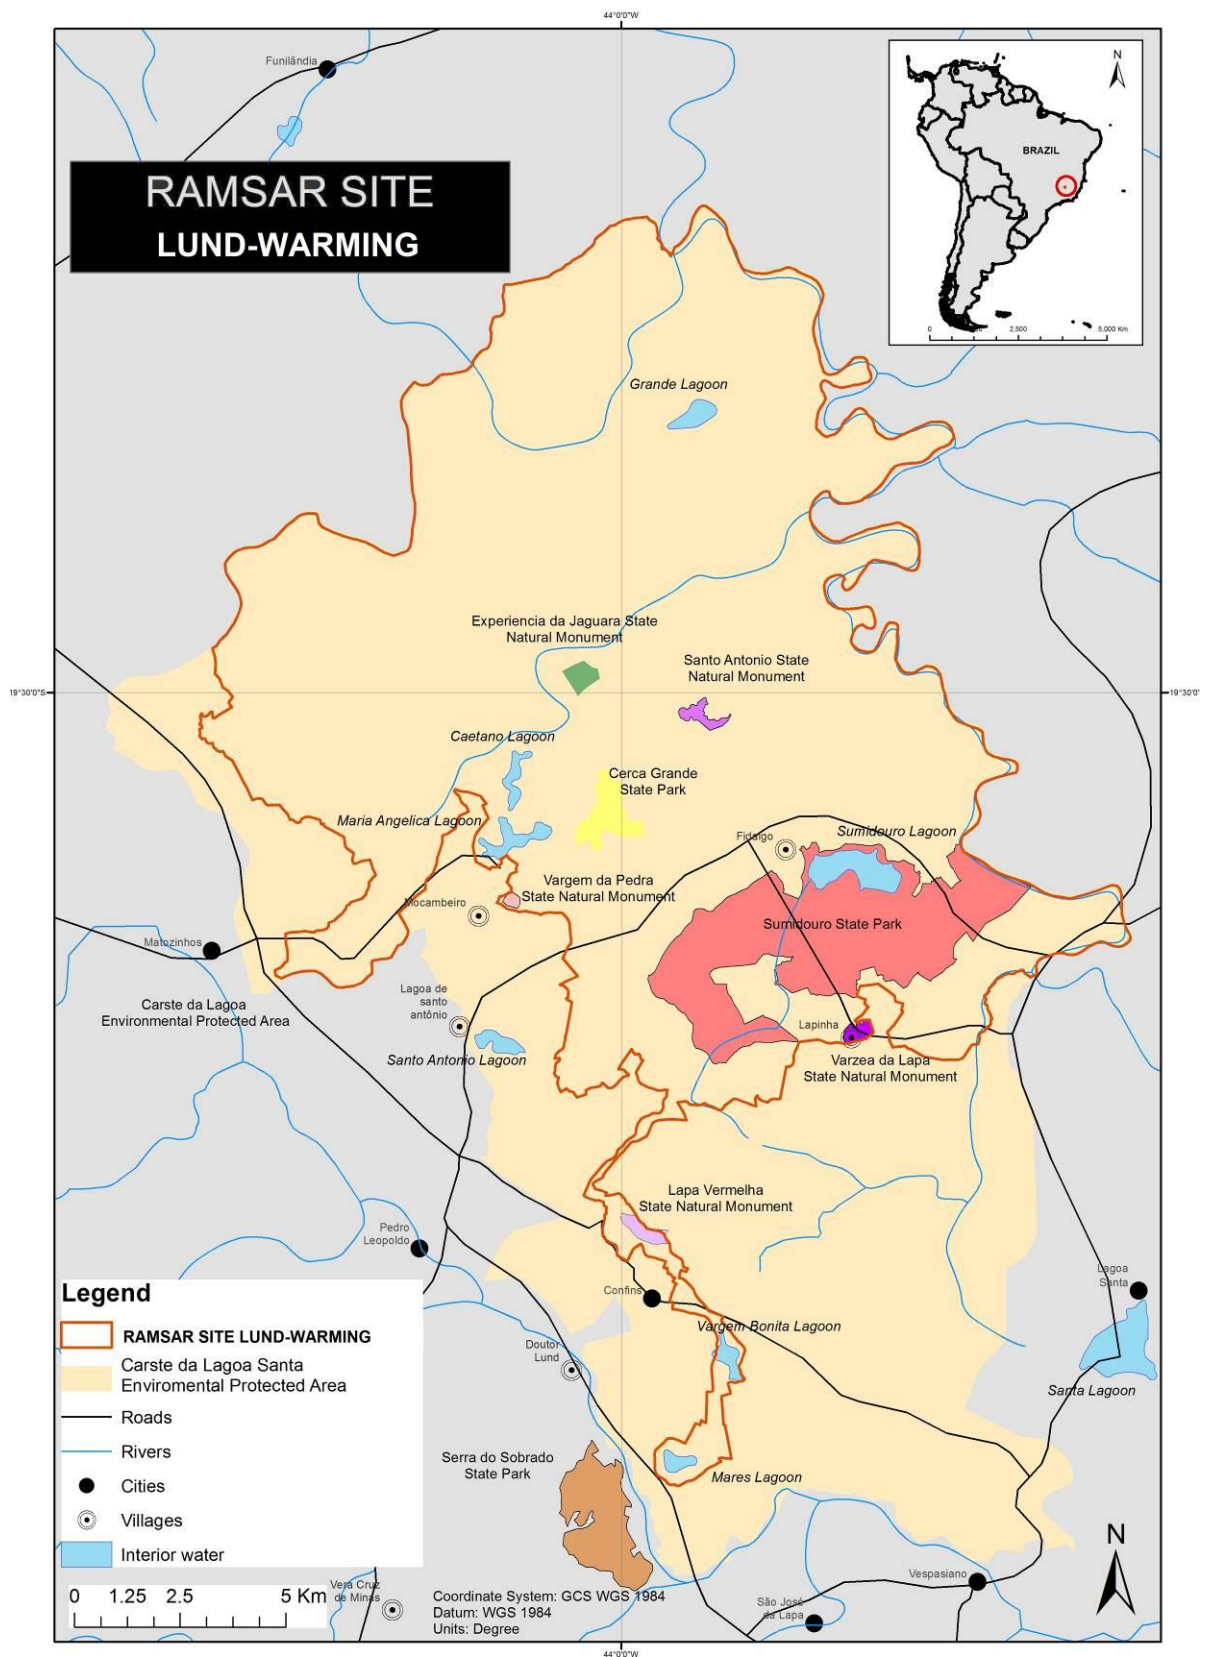 44°0'0"W
Funilândia
N
BRAZIL
0
2,500
5,000 Km
RAMSAR SITE
LUND-WARMING
Grande Lagoon
Experiencia da Jaguara State
Natural Monument
Santo Antonio State
Natural Monument
19°30'0"S
19°30'0'
Caetano Lagoon
Cerca Grande
State Park
Maria Angelica Lagoon
Fidalgo
Sumidouro Lagoon
Vargem da Pedra
State Natural Monument
Mocambeiro
Sumidouro State Park
Matozinhos
Lagoa de
santo
antônio
Carste da Lagoa
Environmental Protected Area
Lapinha
Santo Antonio Lagoon
Varzea da Lapa
State Natural Monument
Lapa Vermelha
State Natural Monument
Pedro
Leopoldo
Lagoa
Santa
Confins
Vargem Bonita Lagoon
Doutor
Lund
Santa Lagoon
Serra do Sobrado
State Park
Mares Lagoon
Legend
RAMSAR SITE LUND-WARMING
Carste da Lagoa Santa
Enviromental Protected Area
Roads
Rivers
Cities
Villages
Interior water
0 1.25 2.5 5 Km
Vera Cruz
de Minas
Coordinate System: GCS WGS 1984
Datum: WGS 1984
Units: Degree
São José
da Lapa
Vespasiano
N
44°0'0"W